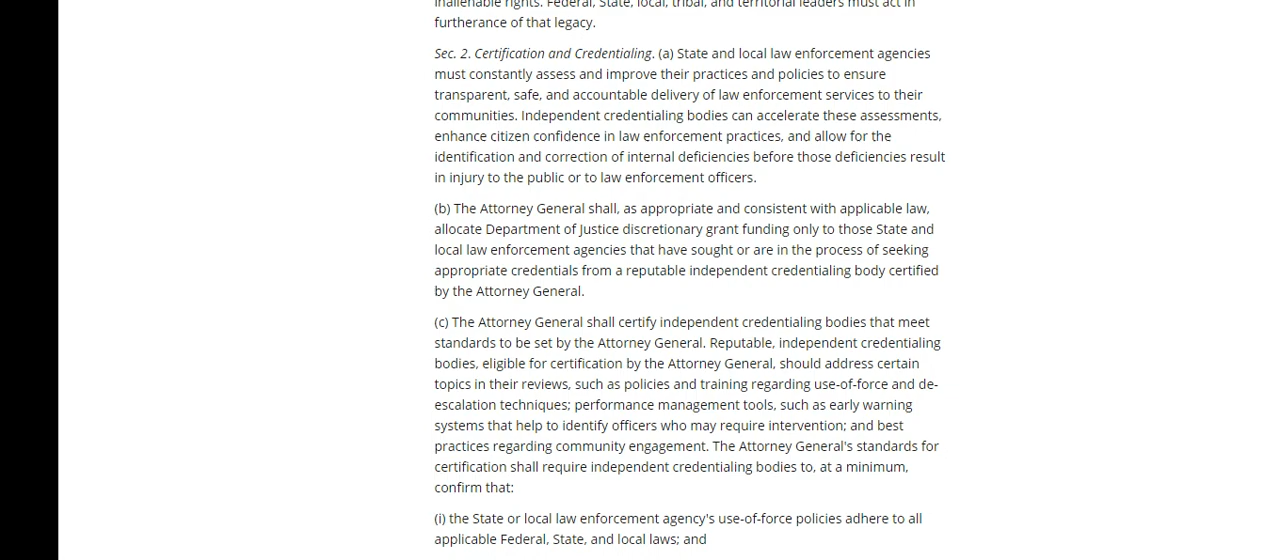 inalienable rights. Federal, State, local, tribal, and territorial leaders must act in
furtherance of that legacy.
Sec. 2. Certification and Credentialing. (a) State and local law enforcement agencies
must constantly assess and improve their practices and policies to ensure
transparent, safe, and accountable delivery of law enforcement services to their
communities. Independent credentialing bodies can accelerate these assessments,
enhance citizen confidence in law enforcement practices, and allow for the
identification and correction of internal deficiencies before those deficiencies result
in injury to the public or to law enforcement officers.
(b) The Attorney General shall, as appropriate and consistent with applicable law,
allocate Department of Justice discretionary grant funding only to those State and
local law enforcement agencies that have sought or are in the process of seeking
appropriate credentials from a reputable independent credentialing body certified
by the Attorney General.
(c) The Attorney General shall certify independent credentialing bodies that meet
standards to be set by the Attorney General. Reputable, independent credentialing
bodies, eligible for certification by the Attorney General, should address certain
topics in their reviews, such as policies and training regarding use-of-force and de-
escalation techniques; performance management tools, such as early warning
systems that help to identify officers who may require intervention; and best
practices regarding community engagement. The Attorney General's standards for
certification shall require independent credentialing bodies to, at a minimum,
confirm that:
(i) the State or local law enforcement agency's use-of-force policies adhere to all
applicable Federal, State, and local laws; and